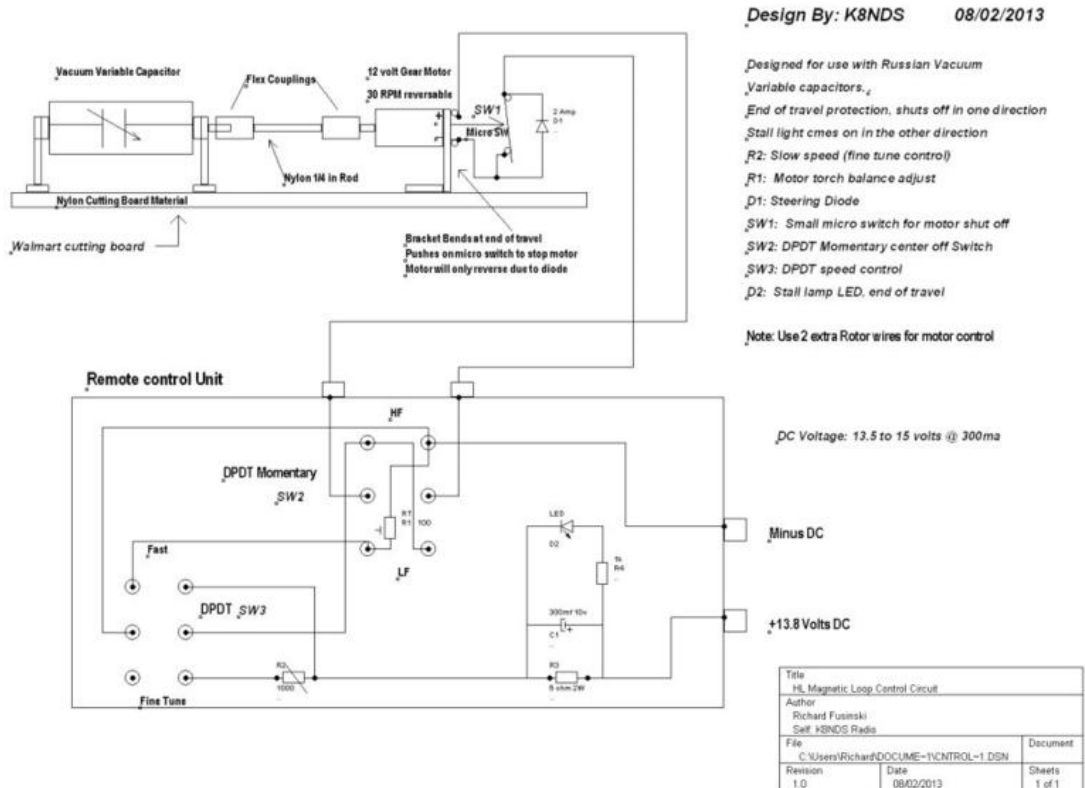 Design By: K8NDS 08/02/2013
Designed for use with Russian Vacuum
Variable capacitors.
End of travel protection, shuts off in one direction
Stall light cmes on in the other direction
R2: Slow speed (fine tune control)
R1: Motor torch balance adjust
D1: Steering Diode
SW1: Small micro switch for motor shut off
SW2: DPDT Momentary center off Switch
SW3: DPDT speed control
D2: Stall lamp LED, end of travel
Note: Use 2 extra Rotor wires for motor control
Vacuum Variable Capacitor
Flex Couplings
12 volt Gear Motor
30 RPM reversable
+
-
SW1
Micro SW
2 Amp
D1
Nylon 1/4 in Rod
Nylon Cutting Board Material
Walmart cutting board
Bracket Bends at end of travel
Pushes on micro switch to stop motor
Motor will only reverse due to diode
Remote control Unit
HF
DPDT Momentary
SW2
R1 100
LF
Fast
DPDT SW3
Fine Tune
R2
1000
LED
D2
1k
R4
300mf 10v
C1
+
R3
2W
DC Voltage: 13.5 to 15 volts @ 300ma
Minus DC
+13.8 Volts DC
Title
HL Magnetic Loop Control Circuit
Author
Richard Fusinski
Self: K8NDS Radio
File
C:\Users\Richard\DOCUME~1\CNTROL~1.DSN
Document
Revision
1.0
Date
08/02/2013
Sheets
1 of 1